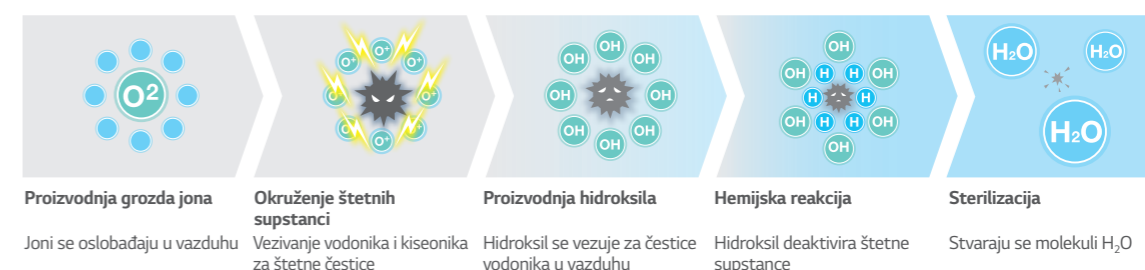 O2
O+ O+ O+ O+ O+ O+ O+ O+
OH OH OH OH OH OH OH OH
OH OH OH OH OH OH H H H H H H
H₂O H₂O H₂O
Proizvodnja grozda jona
Joni se oslobađaju u vazduhu
Okruženje štetnih
supstanci
Vezivanje vodonika i kiseonika
za štetne čestice
Proizvodnja hidroksila
Hidroksil se vezuje za čestice
vodonika u vazduhu
Hemijska reakcija
Hidroksil deaktivira štetne
supstance
Sterilizacija
Stvaraju se molekuli H₂O